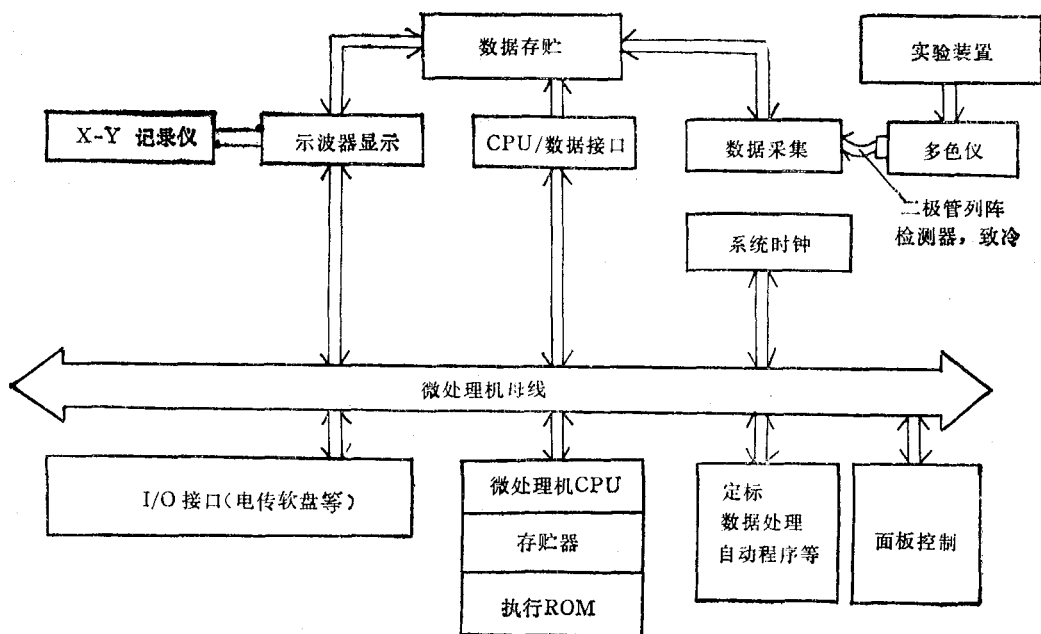 数据存贮
实验装置
X-Y 记录仪
示波器显示
CPU/数据接口
数据采集
多色仪
二极管列阵
检测器，致冷
系统时钟
微处理机母线
I/O 接口(电传软盘等)
微处理机CPU
存贮器
执行ROM
定标
数据处理
自动程序等
面板控制